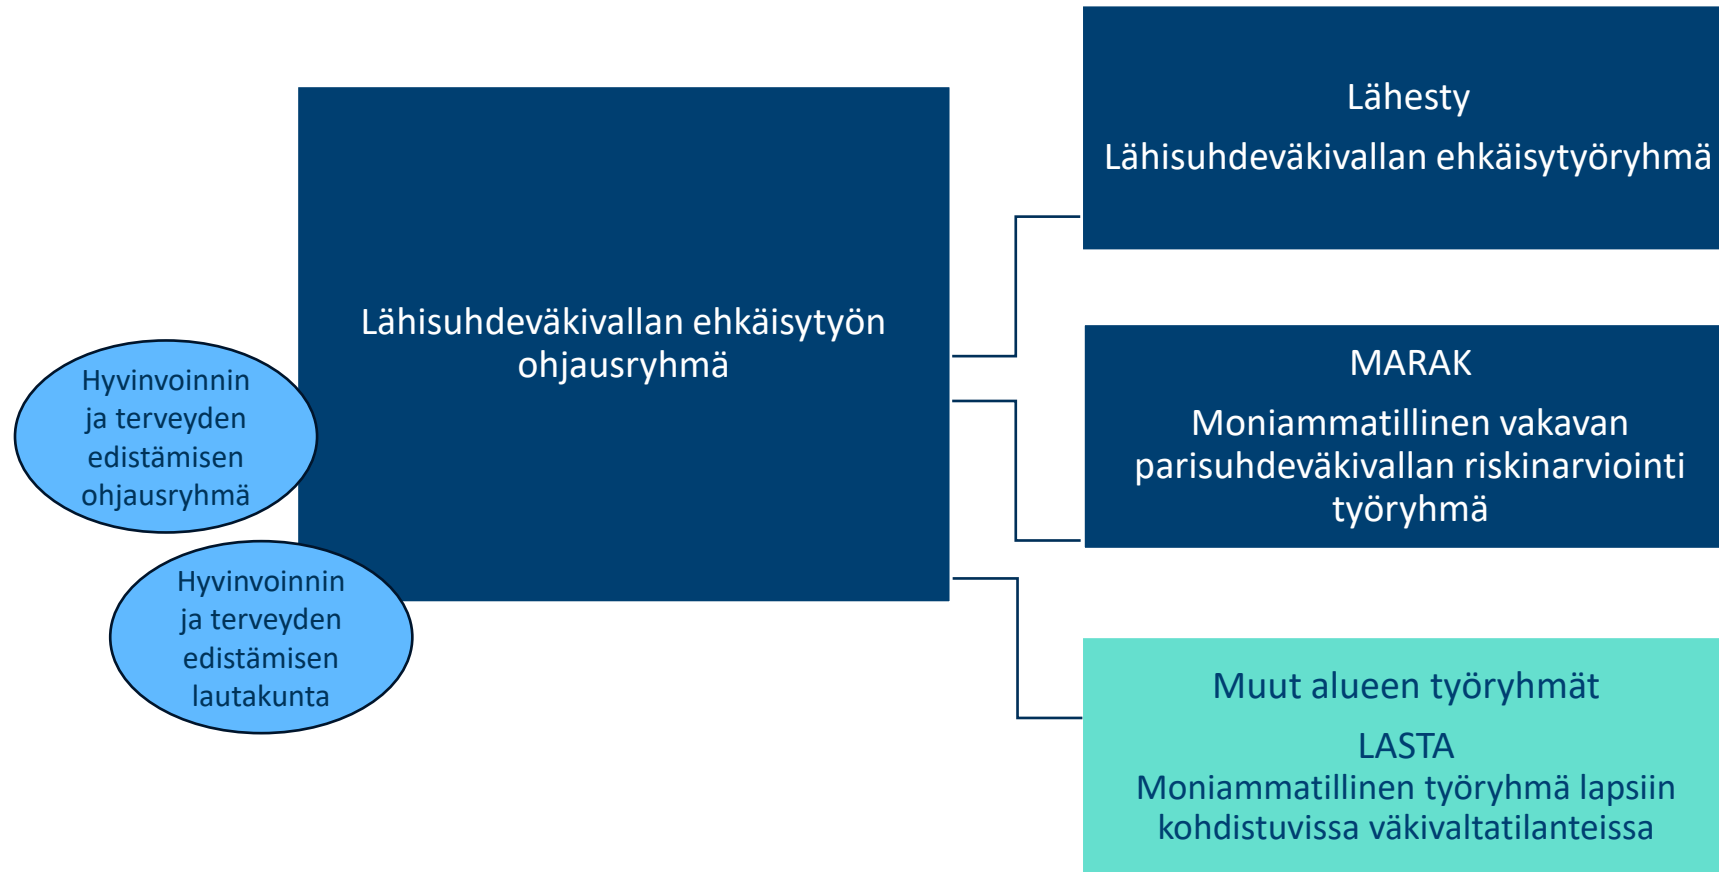 Lähisuhdeväkivallan ehkäisytyön
ohjausryhmä
Hyvinvoinnin
ja terveyden
edistämisen
ohjausryhmä
Hyvinvoinnin
ja terveyden
edistämisen
lautakunta
Lähesty
Lähisuhdeväkivallan ehkäisytyöryhmä
MARAK
Moniammatillinen vakavan
parisuhdeväkivallan riskinarviointi
työryhmä
Muut alueen työryhmät
LASTA
Moniammatillinen työryhmä lapsiin
kohdistuvissa väkivaltatilanteissa